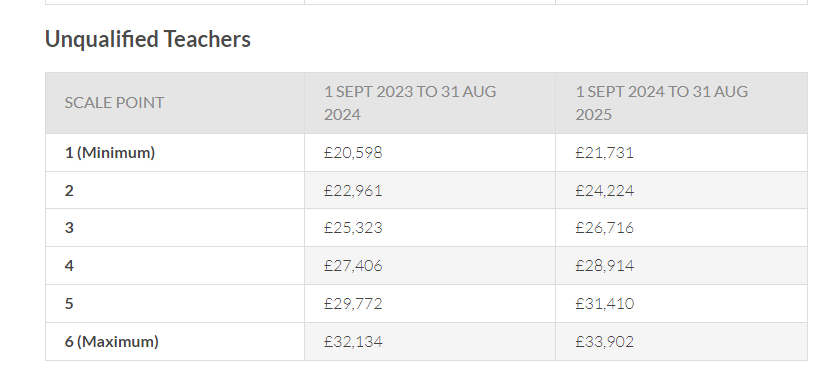 Unqualified Teachers
SCALE POINT
1 SEPT 2023 TO 31 AUG
2024
1 SEPT 2024 TO 31 AUG
2025
1 (Minimum) £20,598 £21,731
2 £22,961 £24,224
3 £25,323 £26,716
4 £27,406 £28,914
5 £29,772 £31,410
6 (Maximum) £32,134 £33,902